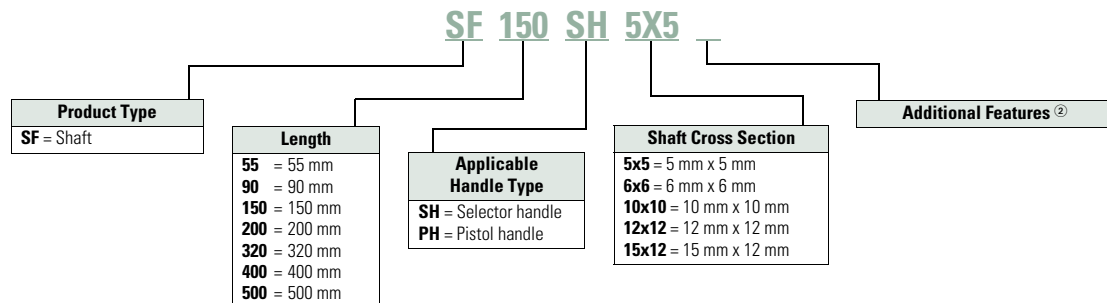 SF 150 SH 5X5 _
Product Type
SF = Shaft
Length
55 = 55 mm
90 = 90 mm
150 = 150 mm
200 = 200 mm
320 = 320 mm
400 = 400 mm
500 = 500 mm
Applicable
Handle Type
SH = Selector handle
PH = Pistol handle
Shaft Cross Section
5x5 = 5 mm x 5 mm
6x6 = 6 mm x 6 mm
10x10 = 10 mm x 10 mm
12x12 = 12 mm x 12 mm
15x12 = 15 mm x 12 mm
Additional Features ②